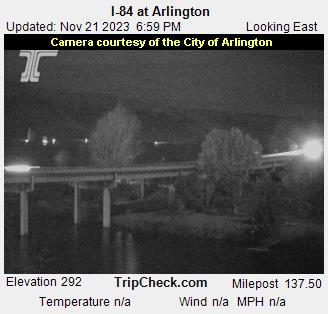 I-84 at Arlington
Updated: Nov 21 2023 6:59 PM Looking East
Camera courtesy of the City of Arlington
Elevation 292 TripCheck.com Milepost 137.50
Temperature n/a Wind n/a MPH n/a